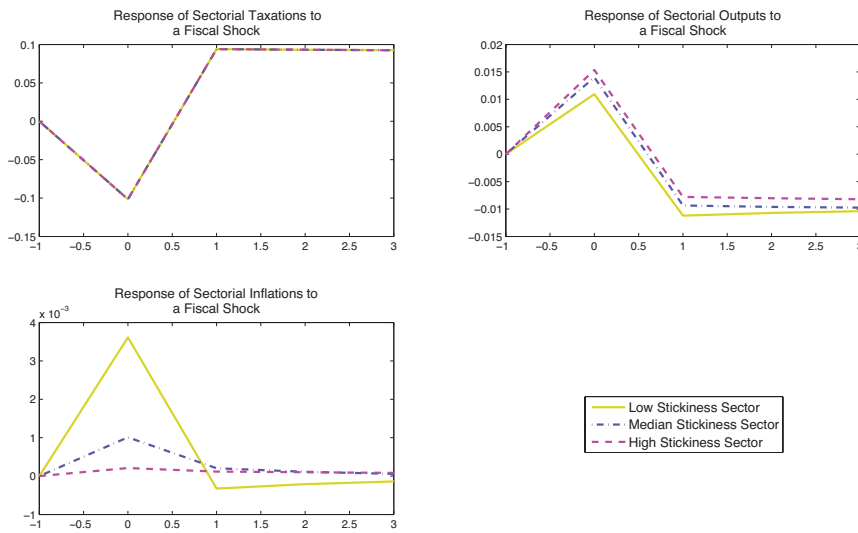 Response of Sectorial Taxations to
a Fiscal Shock
0.1
0.05
0
−0.05
−0.1
−0.15
−1 −0.5 0 0.5 1 1.5 2 2.5 3
Response of Sectorial Outputs to
a Fiscal Shock
0.02
0.015
0.01
0.005
0
−0.005
−0.01
−0.015
−1 −0.5 0 0.5 1 1.5 2 2.5 3
Response of Sectorial Inflations to
a Fiscal Shock
x 10−3
4
3
2
1
0
−1
−1 −0.5 0 0.5 1 1.5 2 2.5 3
Low Stickiness Sector
Median Stickiness Sector
High Stickiness Sector